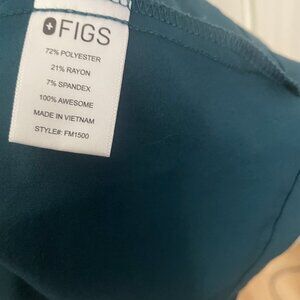 FIGS
72% POLYESTER
21% RAYON
7% SPANDEX
100% AWESOME
MADE IN VIETNAM
STYLE#: FM1500